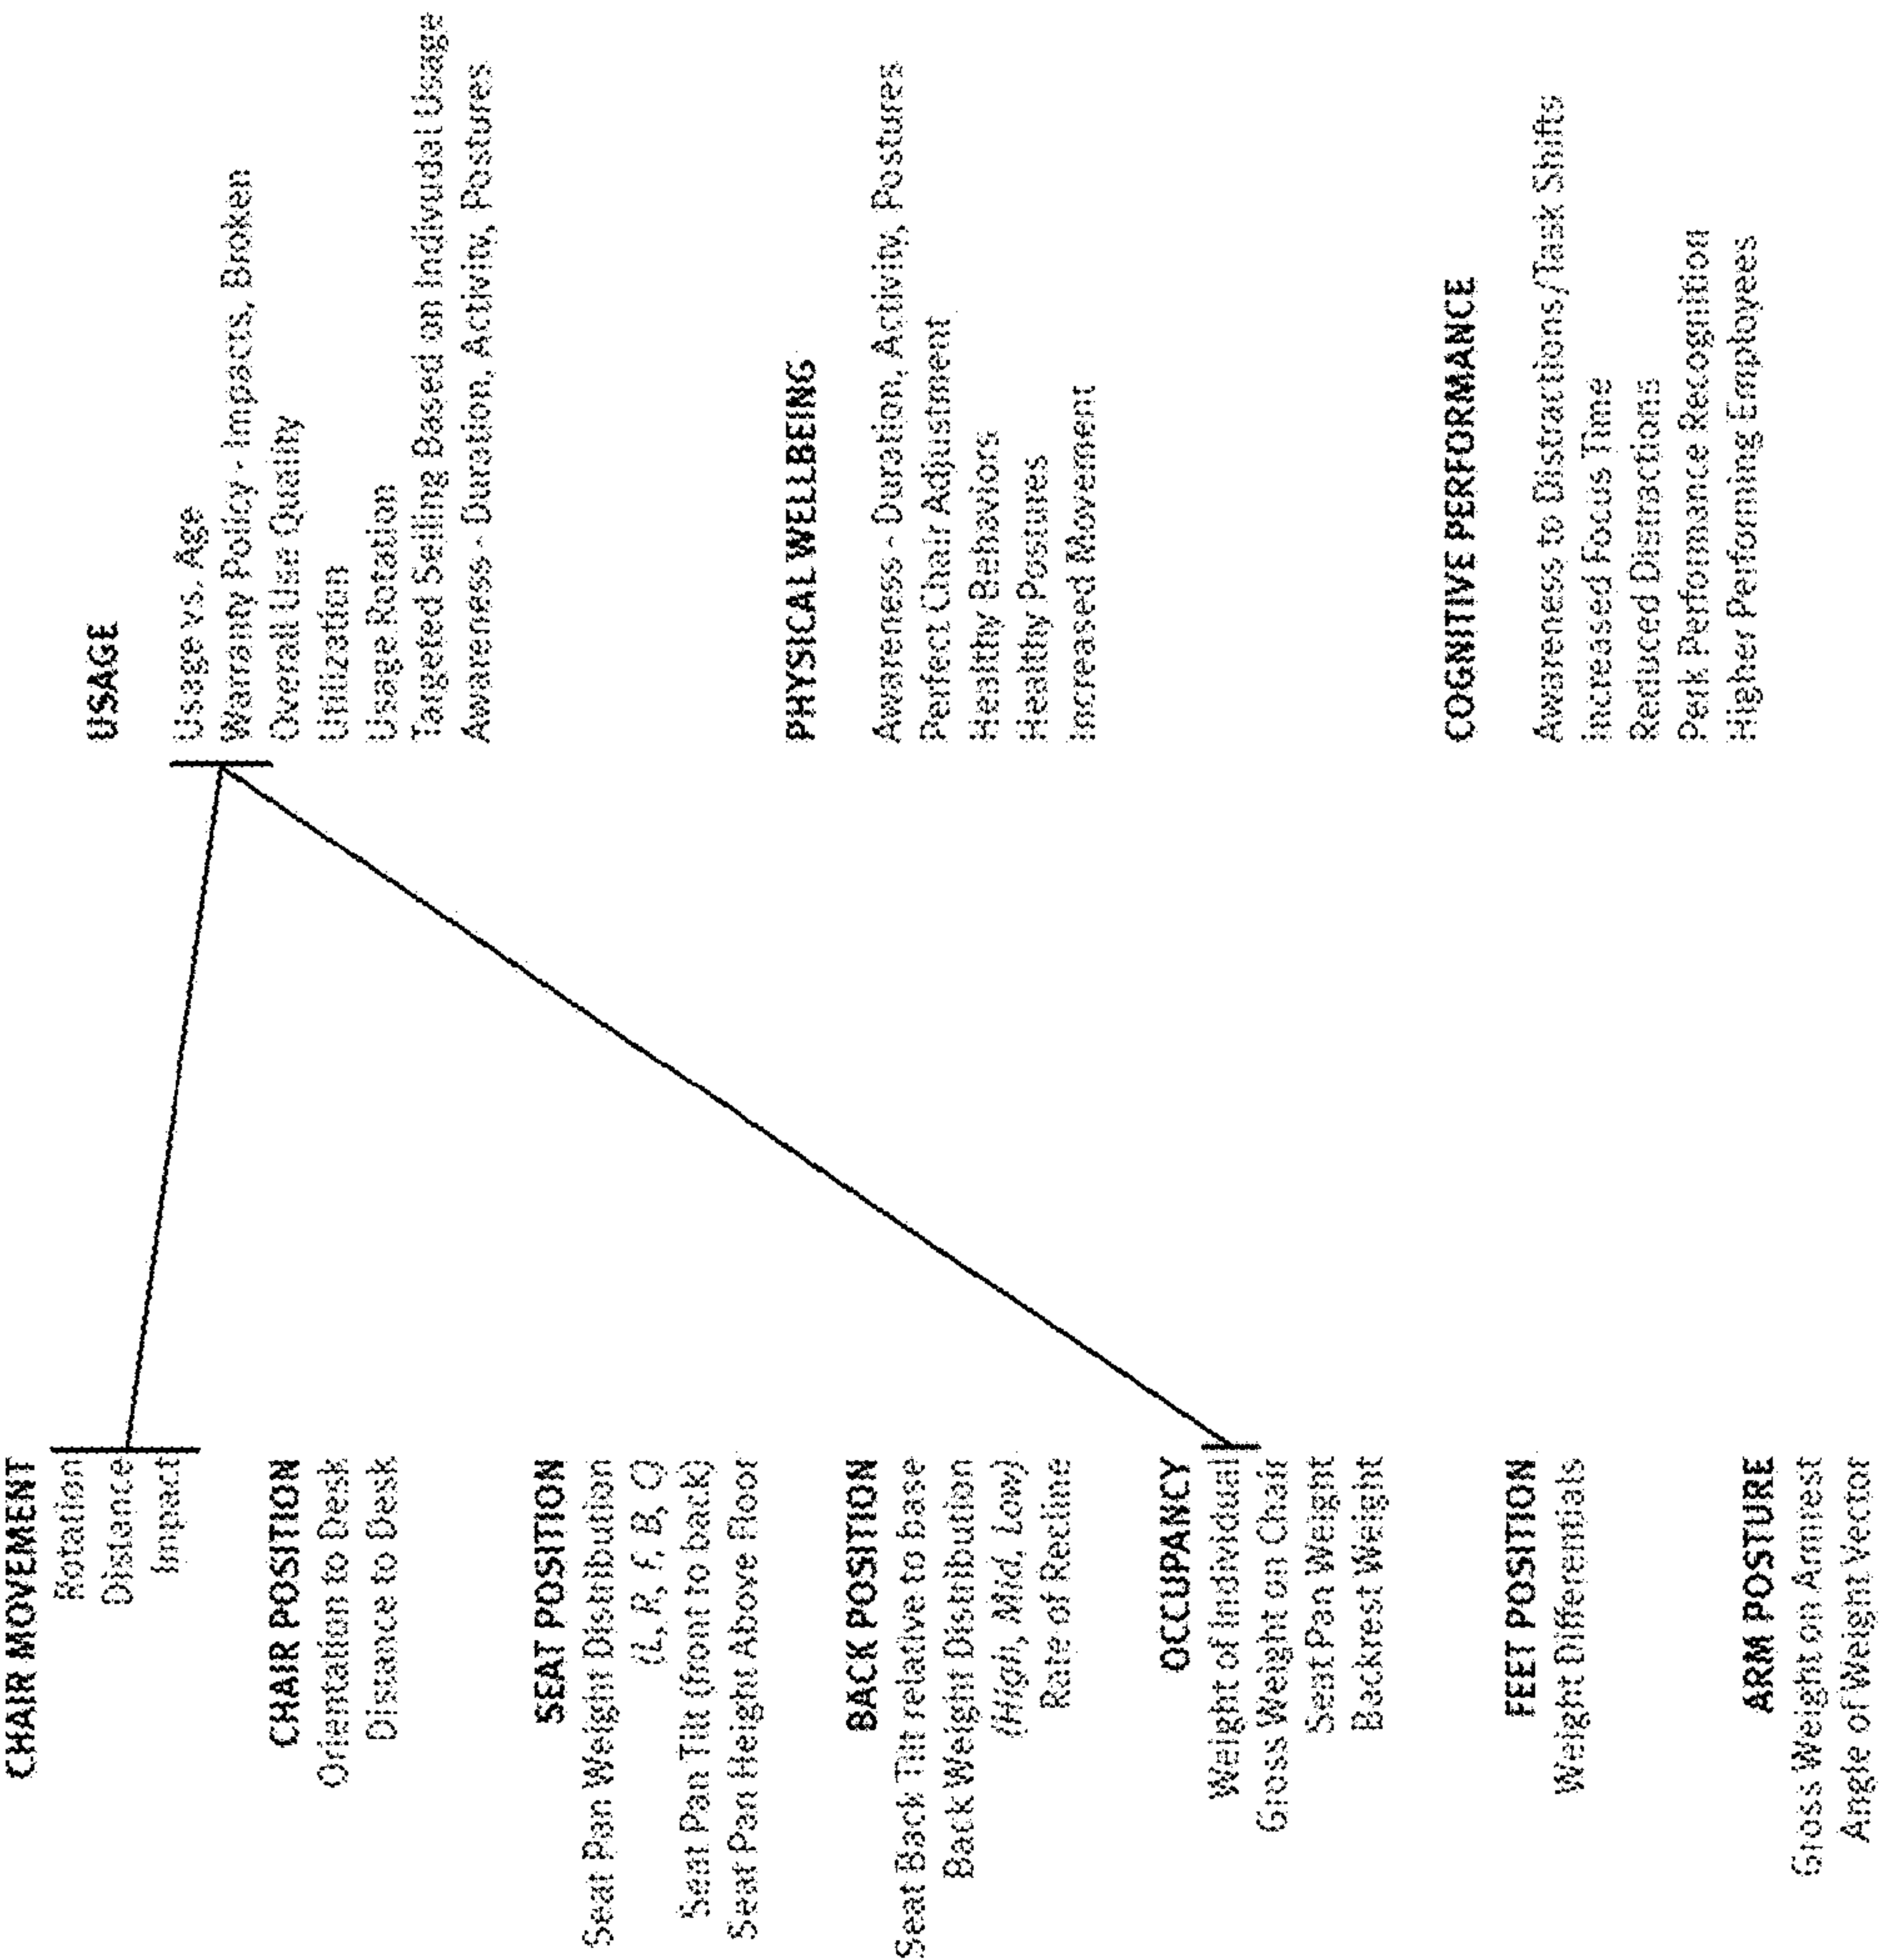 CHAIR MOVEMENT
Rotation
Distance
Impact
CHAIR POSITION
Orientation to Desk
Distance to Desk
SEAT POSITION
Seat Pan Weight Distribution
(L, R, F, B, C)
Seat Pan Tilt (front to back)
Seat Pan Height Above Floor
BACK POSITION
Seat Back Tilt relative to base
Back Weight Distribution
(High, Mid, Low)
Rate of Recline
OCCUPANCY
Weight of Individual
Gross Weight on Chair
Seat Pan Weight
Backrest Weight
FEET POSITION
Weight Differentials
ARM POSTURE
Gross Weight on Armrest
Angle of Weight Vector
USAGE
Usage vs. Age
Warranty Policy - Impacts, Broken
Overall Use Quality
Utilization
Usage Rotation
Targeted Selling Based on Indivudal Usage
Awareness - Duration, Activity, Postures
PHYSICAL WELLBEING
Awareness - Duration, Activity, Postures
Perfect Chair Adjustment
Healthy Behaviors
Healthy Postures
Increased Movement
COGNITIVE PERFORMANCE
Awareness to Distractions/Task Shifts
Increased Focus Time
Reduced Distractions
Perk Performance Recognition
Higher Performing Employees